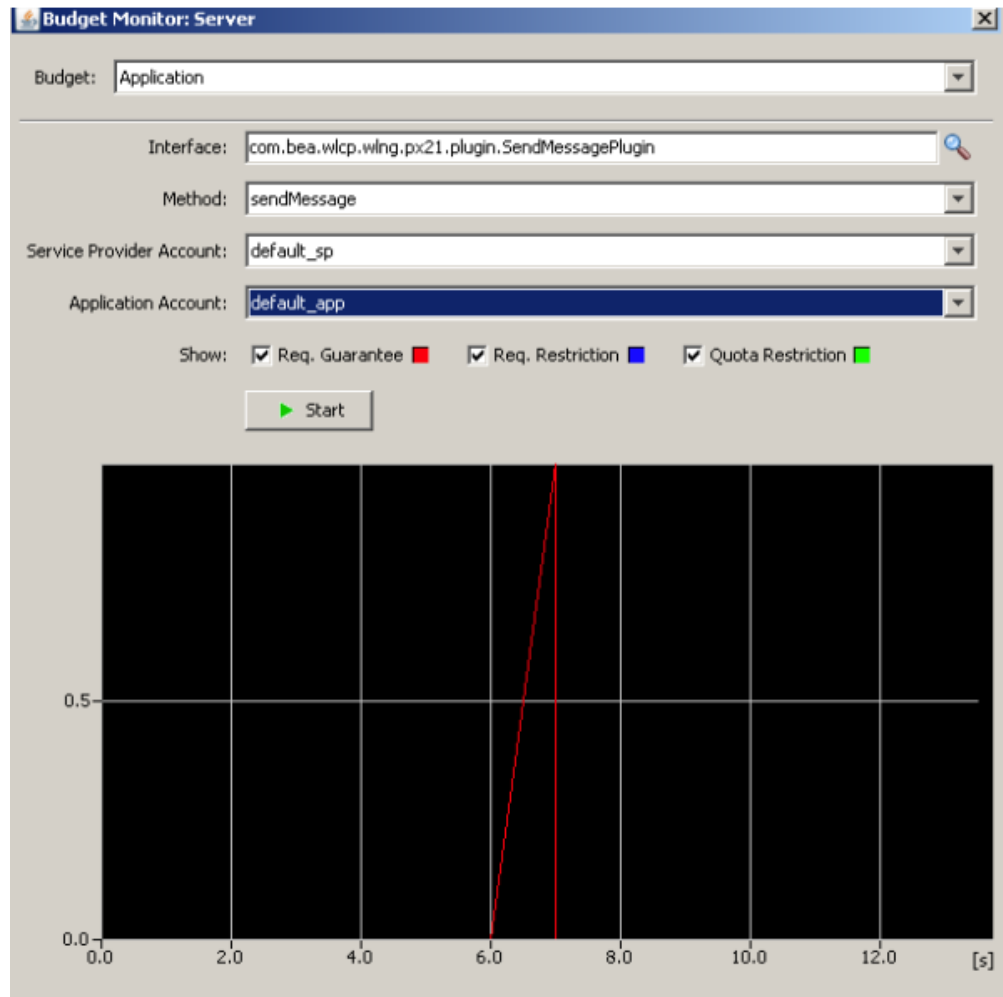 Budget Monitor: Server
Budget: Application
Interface: com.bea.wlcp.wlng.px21.plugin.SendMessagePlugin
Method: sendMessage
Service Provider Account: default_sp
Application Account: default_app
Show: Req. Guarantee Req. Restriction Quota Restriction
Start
0.5
0.0
0.0 2.0 4.0 6.0 8.0 10.0 12.0 [s]